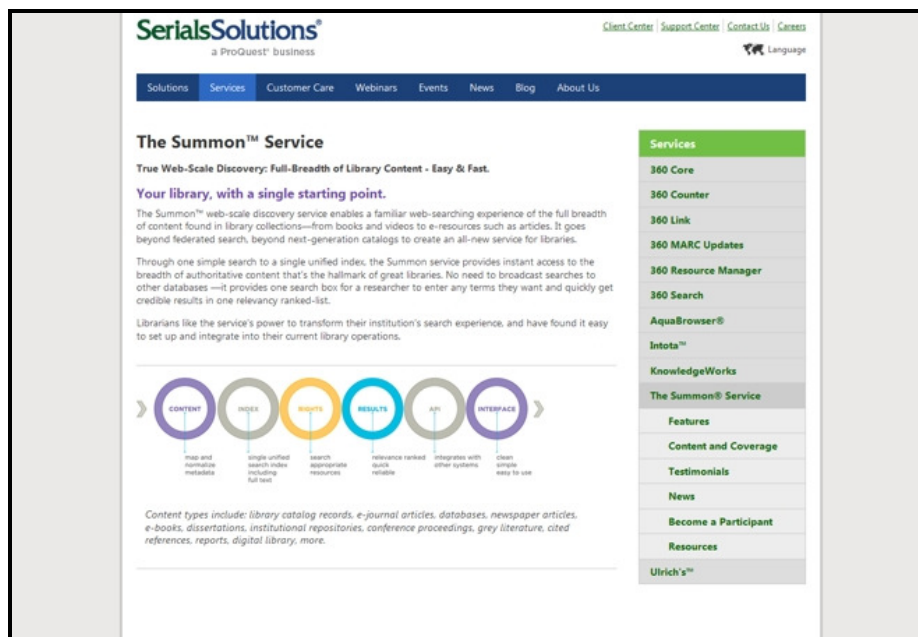 SerialsSolutions®
a ProQuest® business
Client Center | Support Center | Contact Us | Careers
Language
Solutions Services Customer Care Webinars Events News Blog About Us
The Summon™ Service
True Web-Scale Discovery: Full-Breadth of Library Content - Easy & Fast.
Your library, with a single starting point.
The Summon™ web-scale discovery service enables a familiar web-searching experience of the full breadth
of content found in library collections—from books and videos to e-resources such as articles. It goes
beyond federated search, beyond next-generation catalogs to create an all-new service for libraries.
Through one simple search to a single unified index, the Summon service provides instant access to the
breadth of authoritative content that's the hallmark of great libraries. No need to broadcast searches to
other databases —it provides one search box for a researcher to enter any terms they want and quickly get
credible results in one relevancy ranked-list.
Librarians like the service's power to transform their institution's search experience, and have found it easy
to set up and integrate into their current library operations.
CONTENT INDEX RIGHTS RESULTS API INTERFACE
map and
normalize
metadata
single unified
search index
including
full text
search
appropriate
resources
relevance ranked
quick
reliable
integrates with
other systems
clean
simple
easy to use
Content types include: library catalog records, e-journal articles, databases, newspaper articles,
e-books, dissertations, institutional repositories, conference proceedings, grey literature, cited
references, reports, digital library, more.
Services
360 Core
360 Counter
360 Link
360 MARC Updates
360 Resource Manager
360 Search
AquaBrowser®
Intota™
KnowledgeWorks
The Summon® Service
Features
Content and Coverage
Testimonials
News
Become a Participant
Resources
Ulrich's™